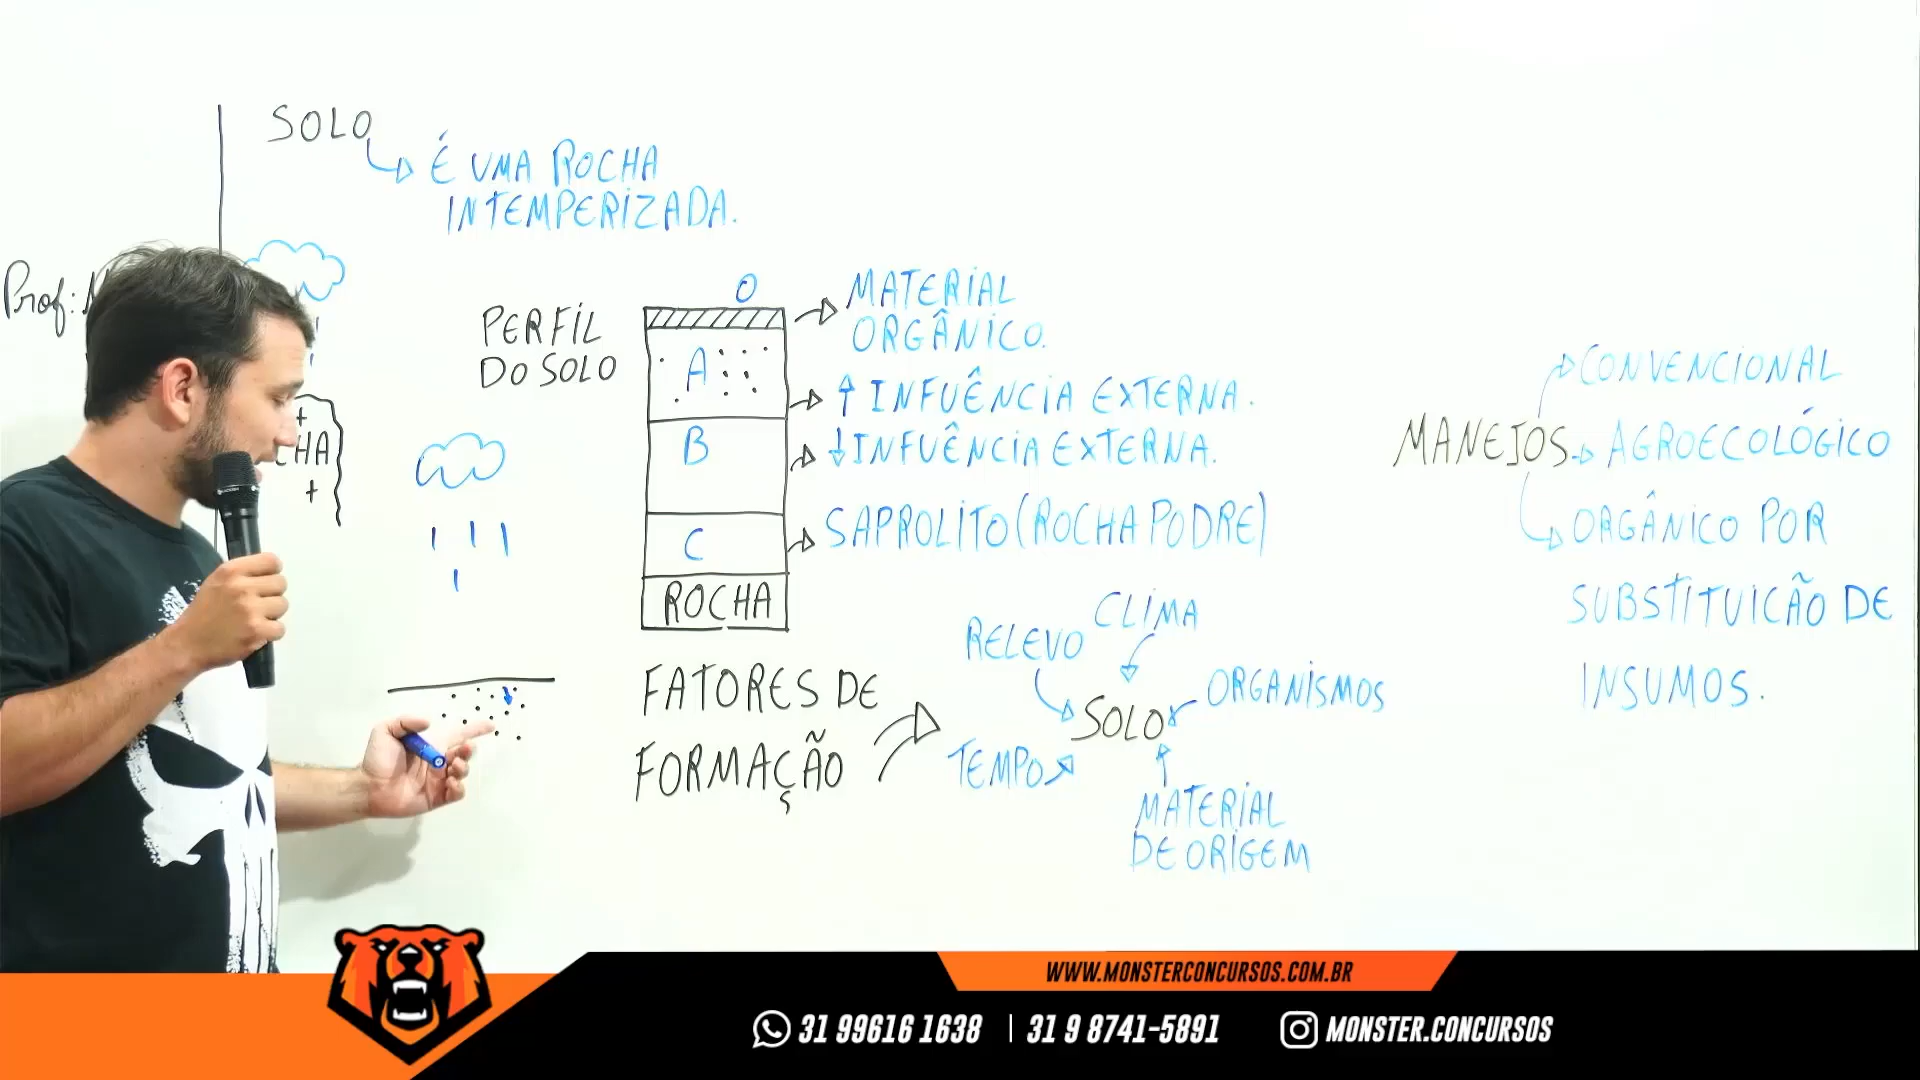 SOLO
É UMA ROCHA
INTEMPERIZADA.
Prof:
+
CHA
+
PERFIL
DO SOLO
O
A
B
C
ROCHA
MATERIAL
ORGÂNICO.
INFUÊNCIA EXTERNA.
INFUÊNCIA EXTERNA.
SAPROLITO (ROCHA PODRE)
FATORES DE
FORMAÇÃO
RELEVO
CLIMA
ORGANISMOS
SOLO
TEMPO
MATERIAL
DE ORIGEM
MANEJOS
CONVENCIONAL
AGROECOLÓGICO
ORGÂNICO POR
SUBSTITUICÃO DE
INSUMOS.
WWW.MONSTERCONCURSOS.COM.BR
31 99616 1638 | 31 9 8741-5891
MONSTER.CONCURSOS